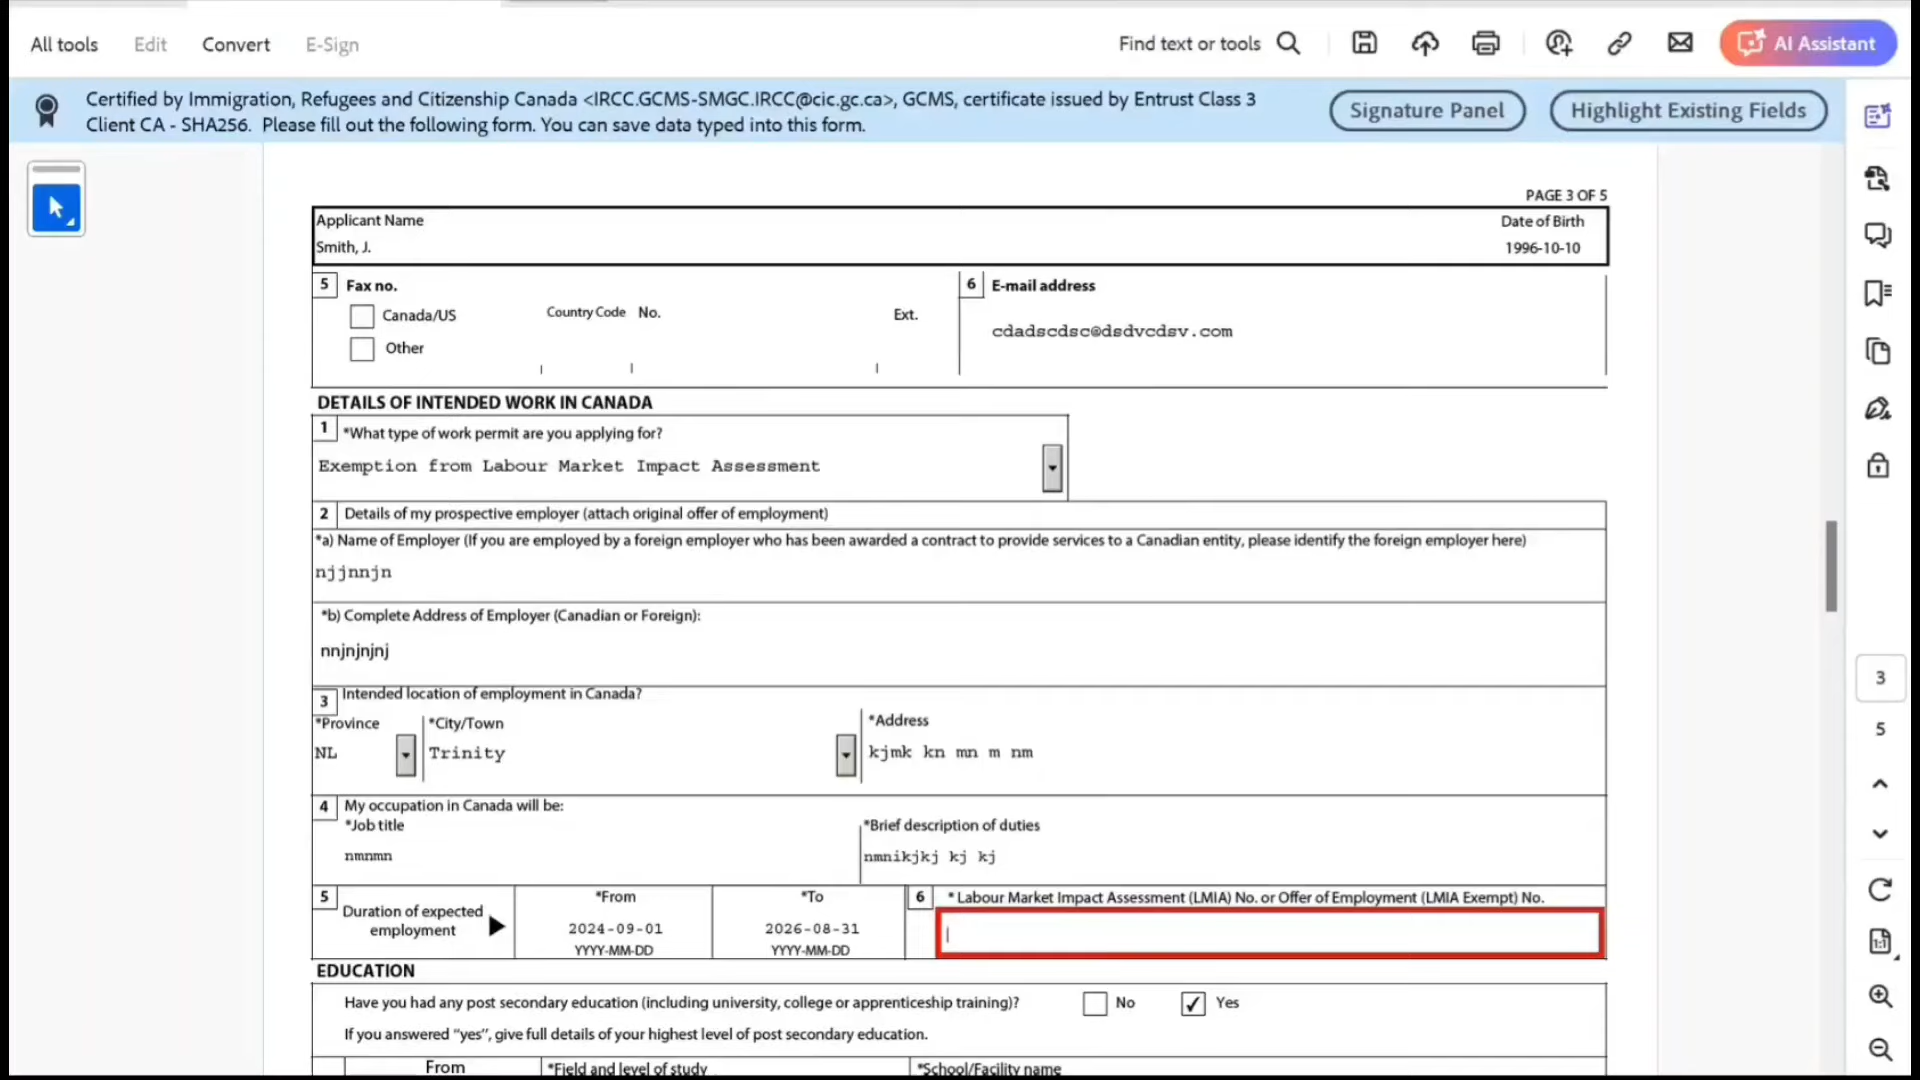 All tools Edit Convert E-Sign Find text or tools AI Assistant
Certified by Immigration, Refugees and Citizenship Canada <IRCC.GCMS-SMGC.IRCC@cic.gc.ca>, GCMS, certificate issued by Entrust Class 3
Client CA - SHA256. Please fill out the following form. You can save data typed into this form.
Signature Panel Highlight Existing Fields
PAGE 3 OF 5
Applicant Name Date of Birth
Smith, J. 1996-10-10
5 Fax no. 6 E-mail address
Canada/US Country Code No. Ext.
cdadscdsc@dsdvcdsv.com
Other
DETAILS OF INTENDED WORK IN CANADA
1 *What type of work permit are you applying for?
Exemption from Labour Market Impact Assessment
2 Details of my prospective employer (attach original offer of employment)
*a) Name of Employer (If you are employed by a foreign employer who has been awarded a contract to provide services to a Canadian entity, please identify the foreign employer here)
njjnnjn
*b) Complete Address of Employer (Canadian or Foreign):
nnjnjnjnj
3 Intended location of employment in Canada?
*Province *City/Town *Address
NL Trinity kjmk kn mn m nm
4 My occupation in Canada will be:
*Job title *Brief description of duties
nmnmn nmnikjkj kj kj
5 Duration of expected employment *From *To 6 * Labour Market Impact Assessment (LMIA) No. or Offer of Employment (LMIA Exempt) No.
2024-09-01 2026-08-31
YYYY-MM-DD YYYY-MM-DD
EDUCATION
Have you had any post secondary education (including university, college or apprenticeship training)? No Yes
If you answered "yes", give full details of your highest level of post secondary education.
From *Field and level of study *School/Facility name
3
5
1:1